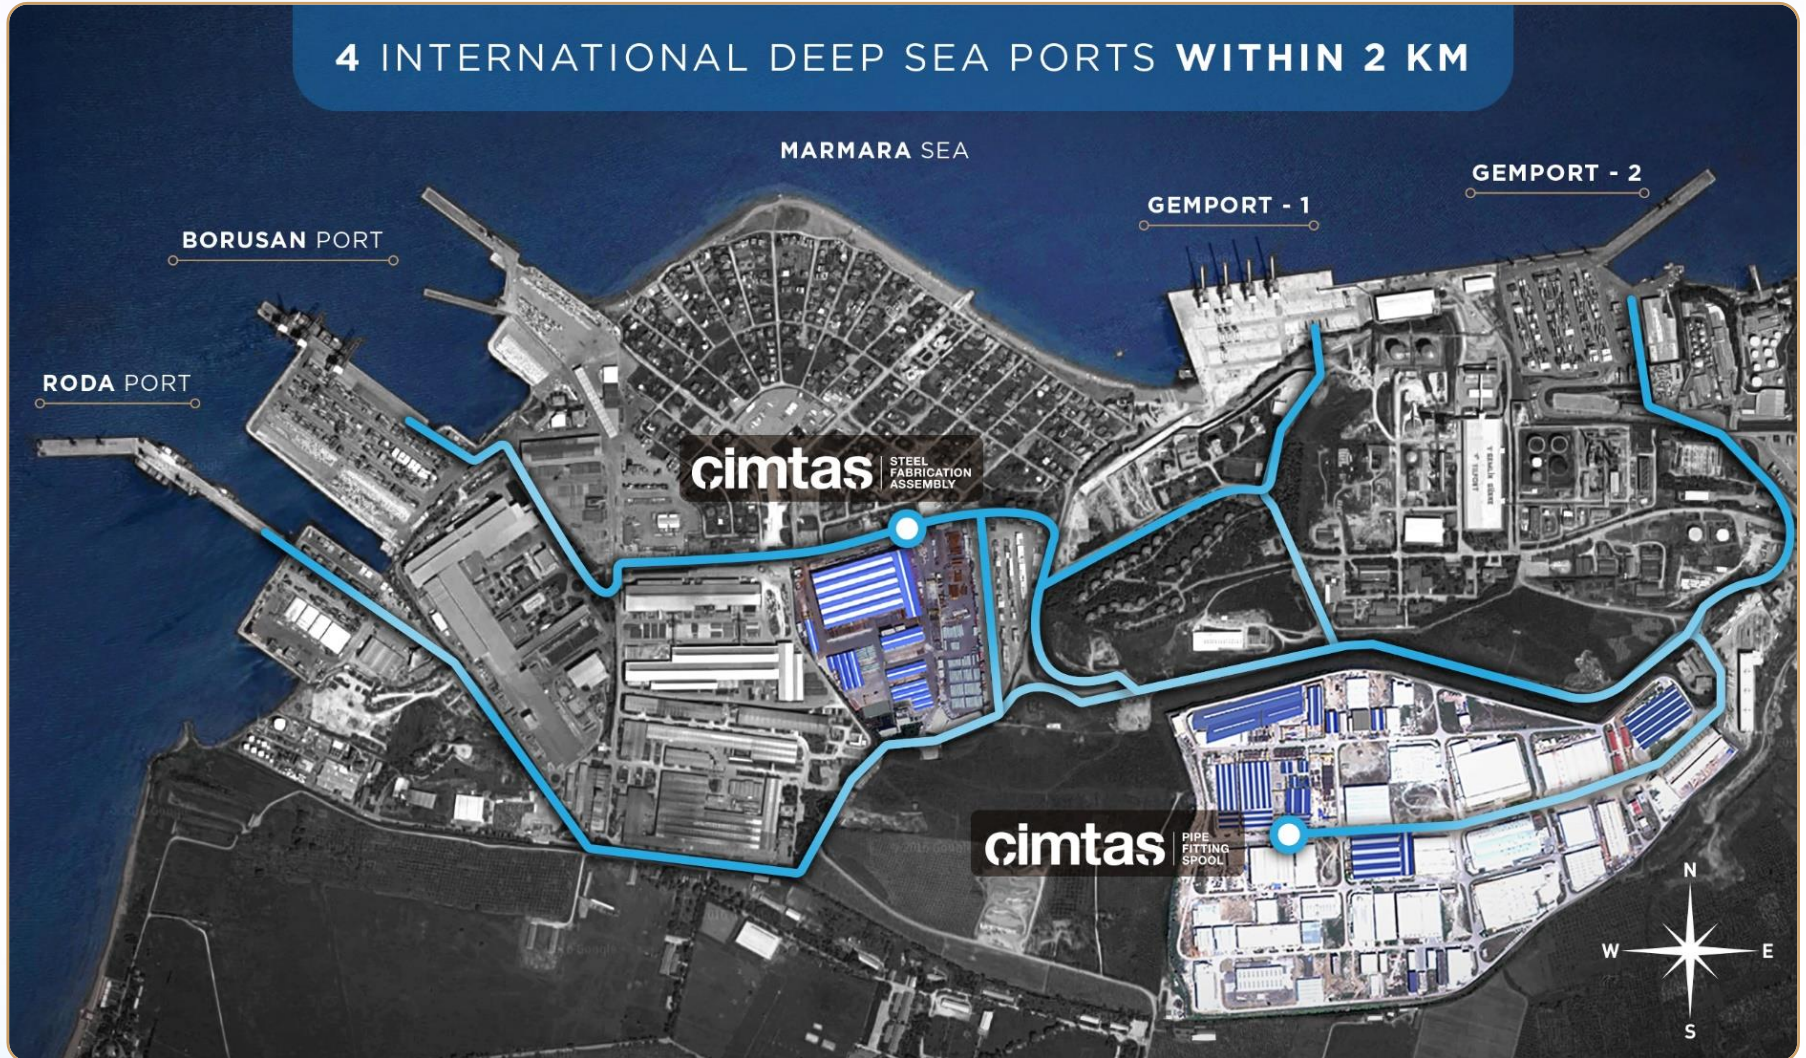 4 INTERNATIONAL DEEP SEA PORTS WITHIN 2 KM
MARMARA SEA
GEMPORT - 2
GEMPORT - 1
BORUSAN PORT
RODA PORT
cimtas
STEEL
FABRICATION
ASSEMBLY
cimtas
PIPE
FITTING
SPOOL
N
W
E
S